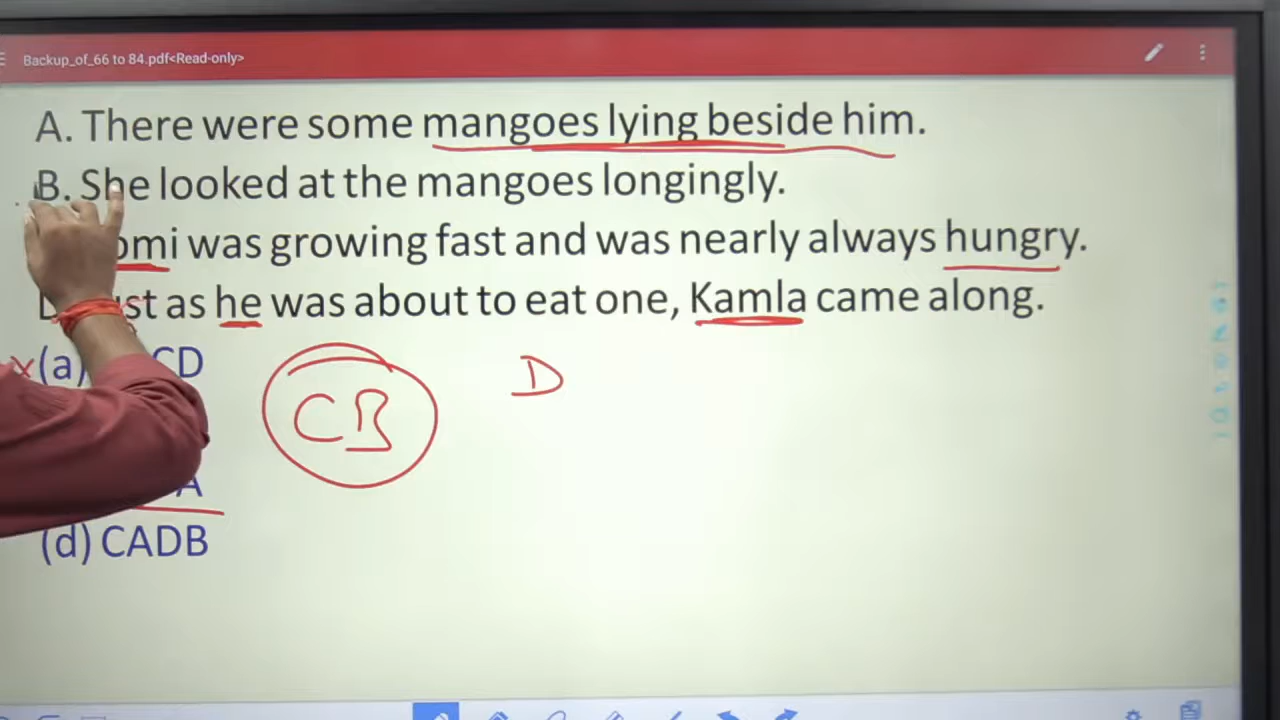 Backup_of_66 to 84.pdf<Read-only>
A. There were some mangoes lying beside him.
B. She looked at the mangoes longingly.
was growing fast and was nearly always hungry.
as he was about to eat one, Kamla came along.
(a) CD
CB
D
A
(d) CADB